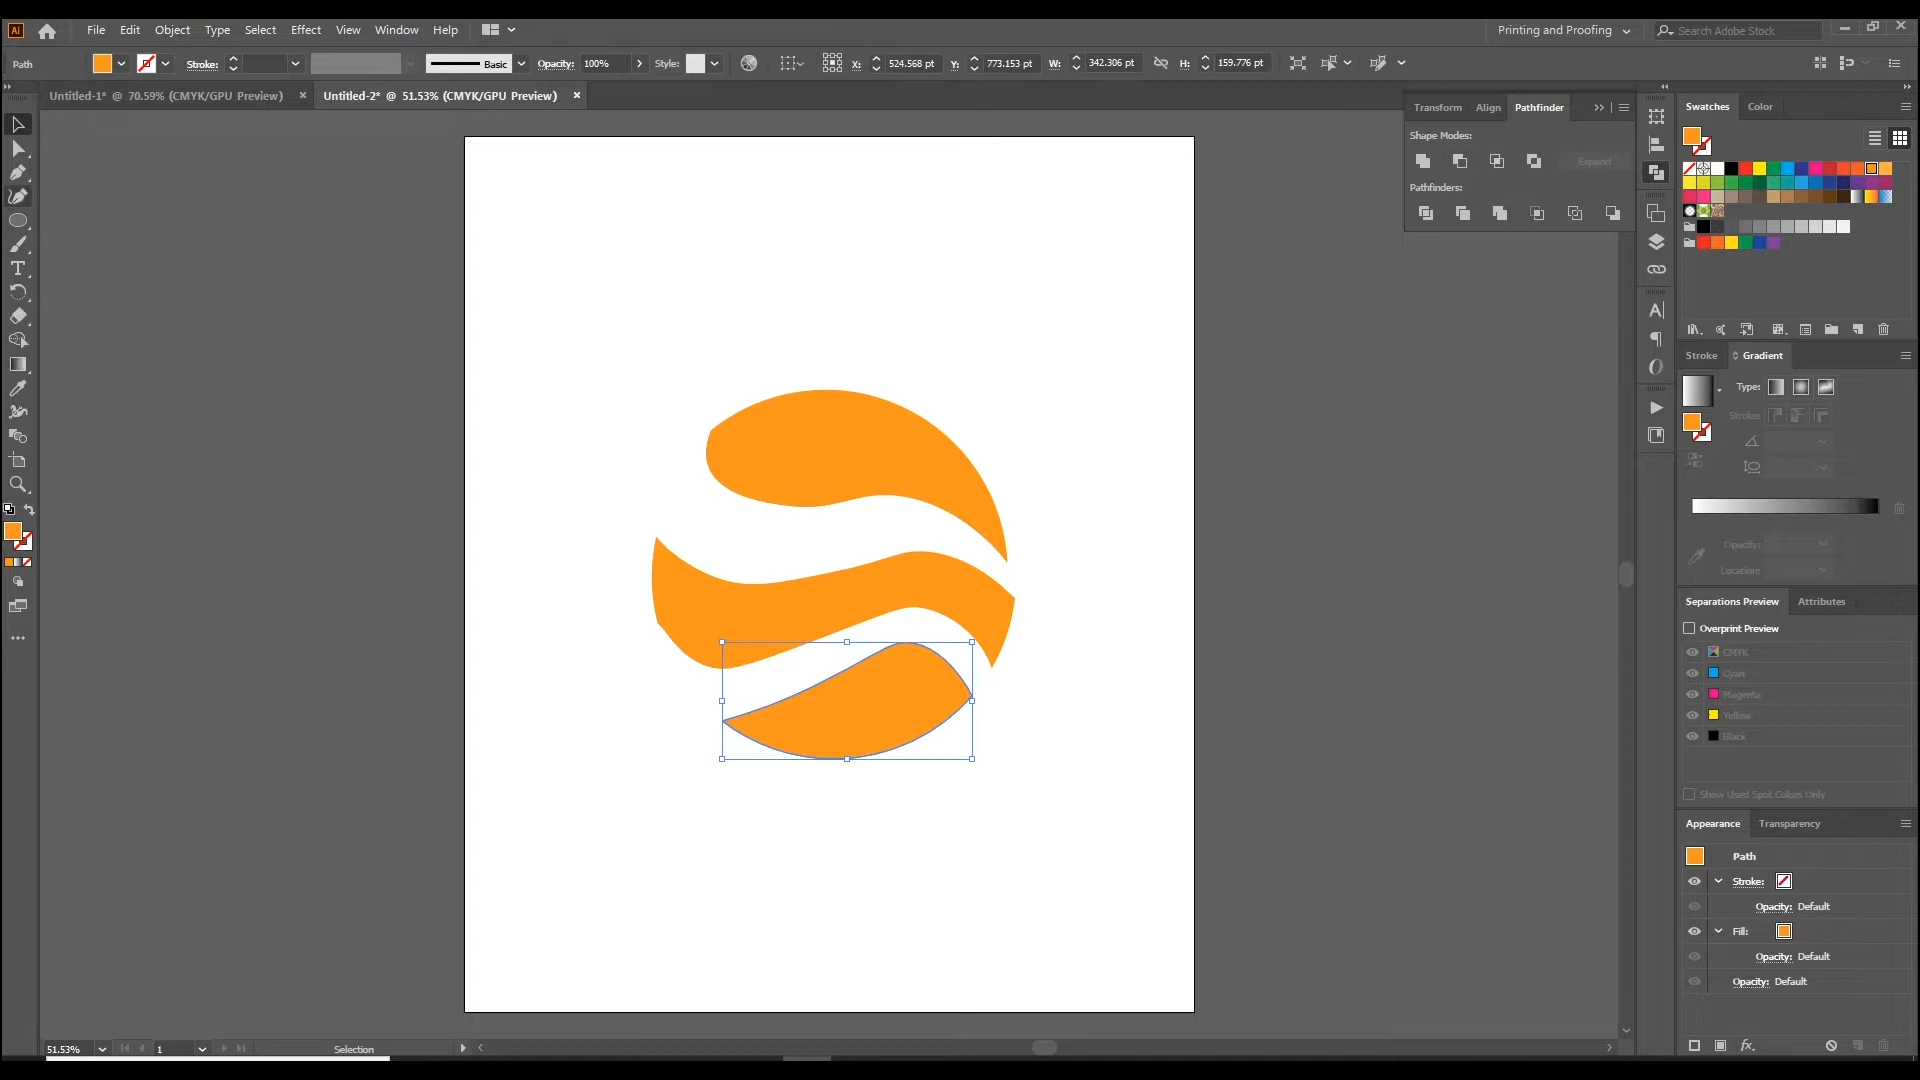 Ai File Edit Object Type Select Effect View Window Help Printing and Proofing Search Adobe Stock
Path Stroke: Basic Opacity: 100% Style: X: 524.568 pt Y: 773.153 pt W: 342.306 pt H: 159.776 pt
Untitled-1* @ 70.59% (CMYK/GPU Preview) × Untitled-2* @ 51.53% (CMYK/GPU Preview) ×
Transform Align Pathfinder
Shape Modes:
Expand
Pathfinders:
Swatches Color
Stroke Gradient
Type:
Stroke:
Opacity:
Location:
Separations Preview Attributes
Overprint Preview
CMYK
Cyan
Magenta
Yellow
Black
Show Used Spot Colors Only
Appearance Transparency
Path
Stroke:
Opacity: Default
Fill:
Opacity: Default
Opacity: Default
fx.
51.53% 1 Selection